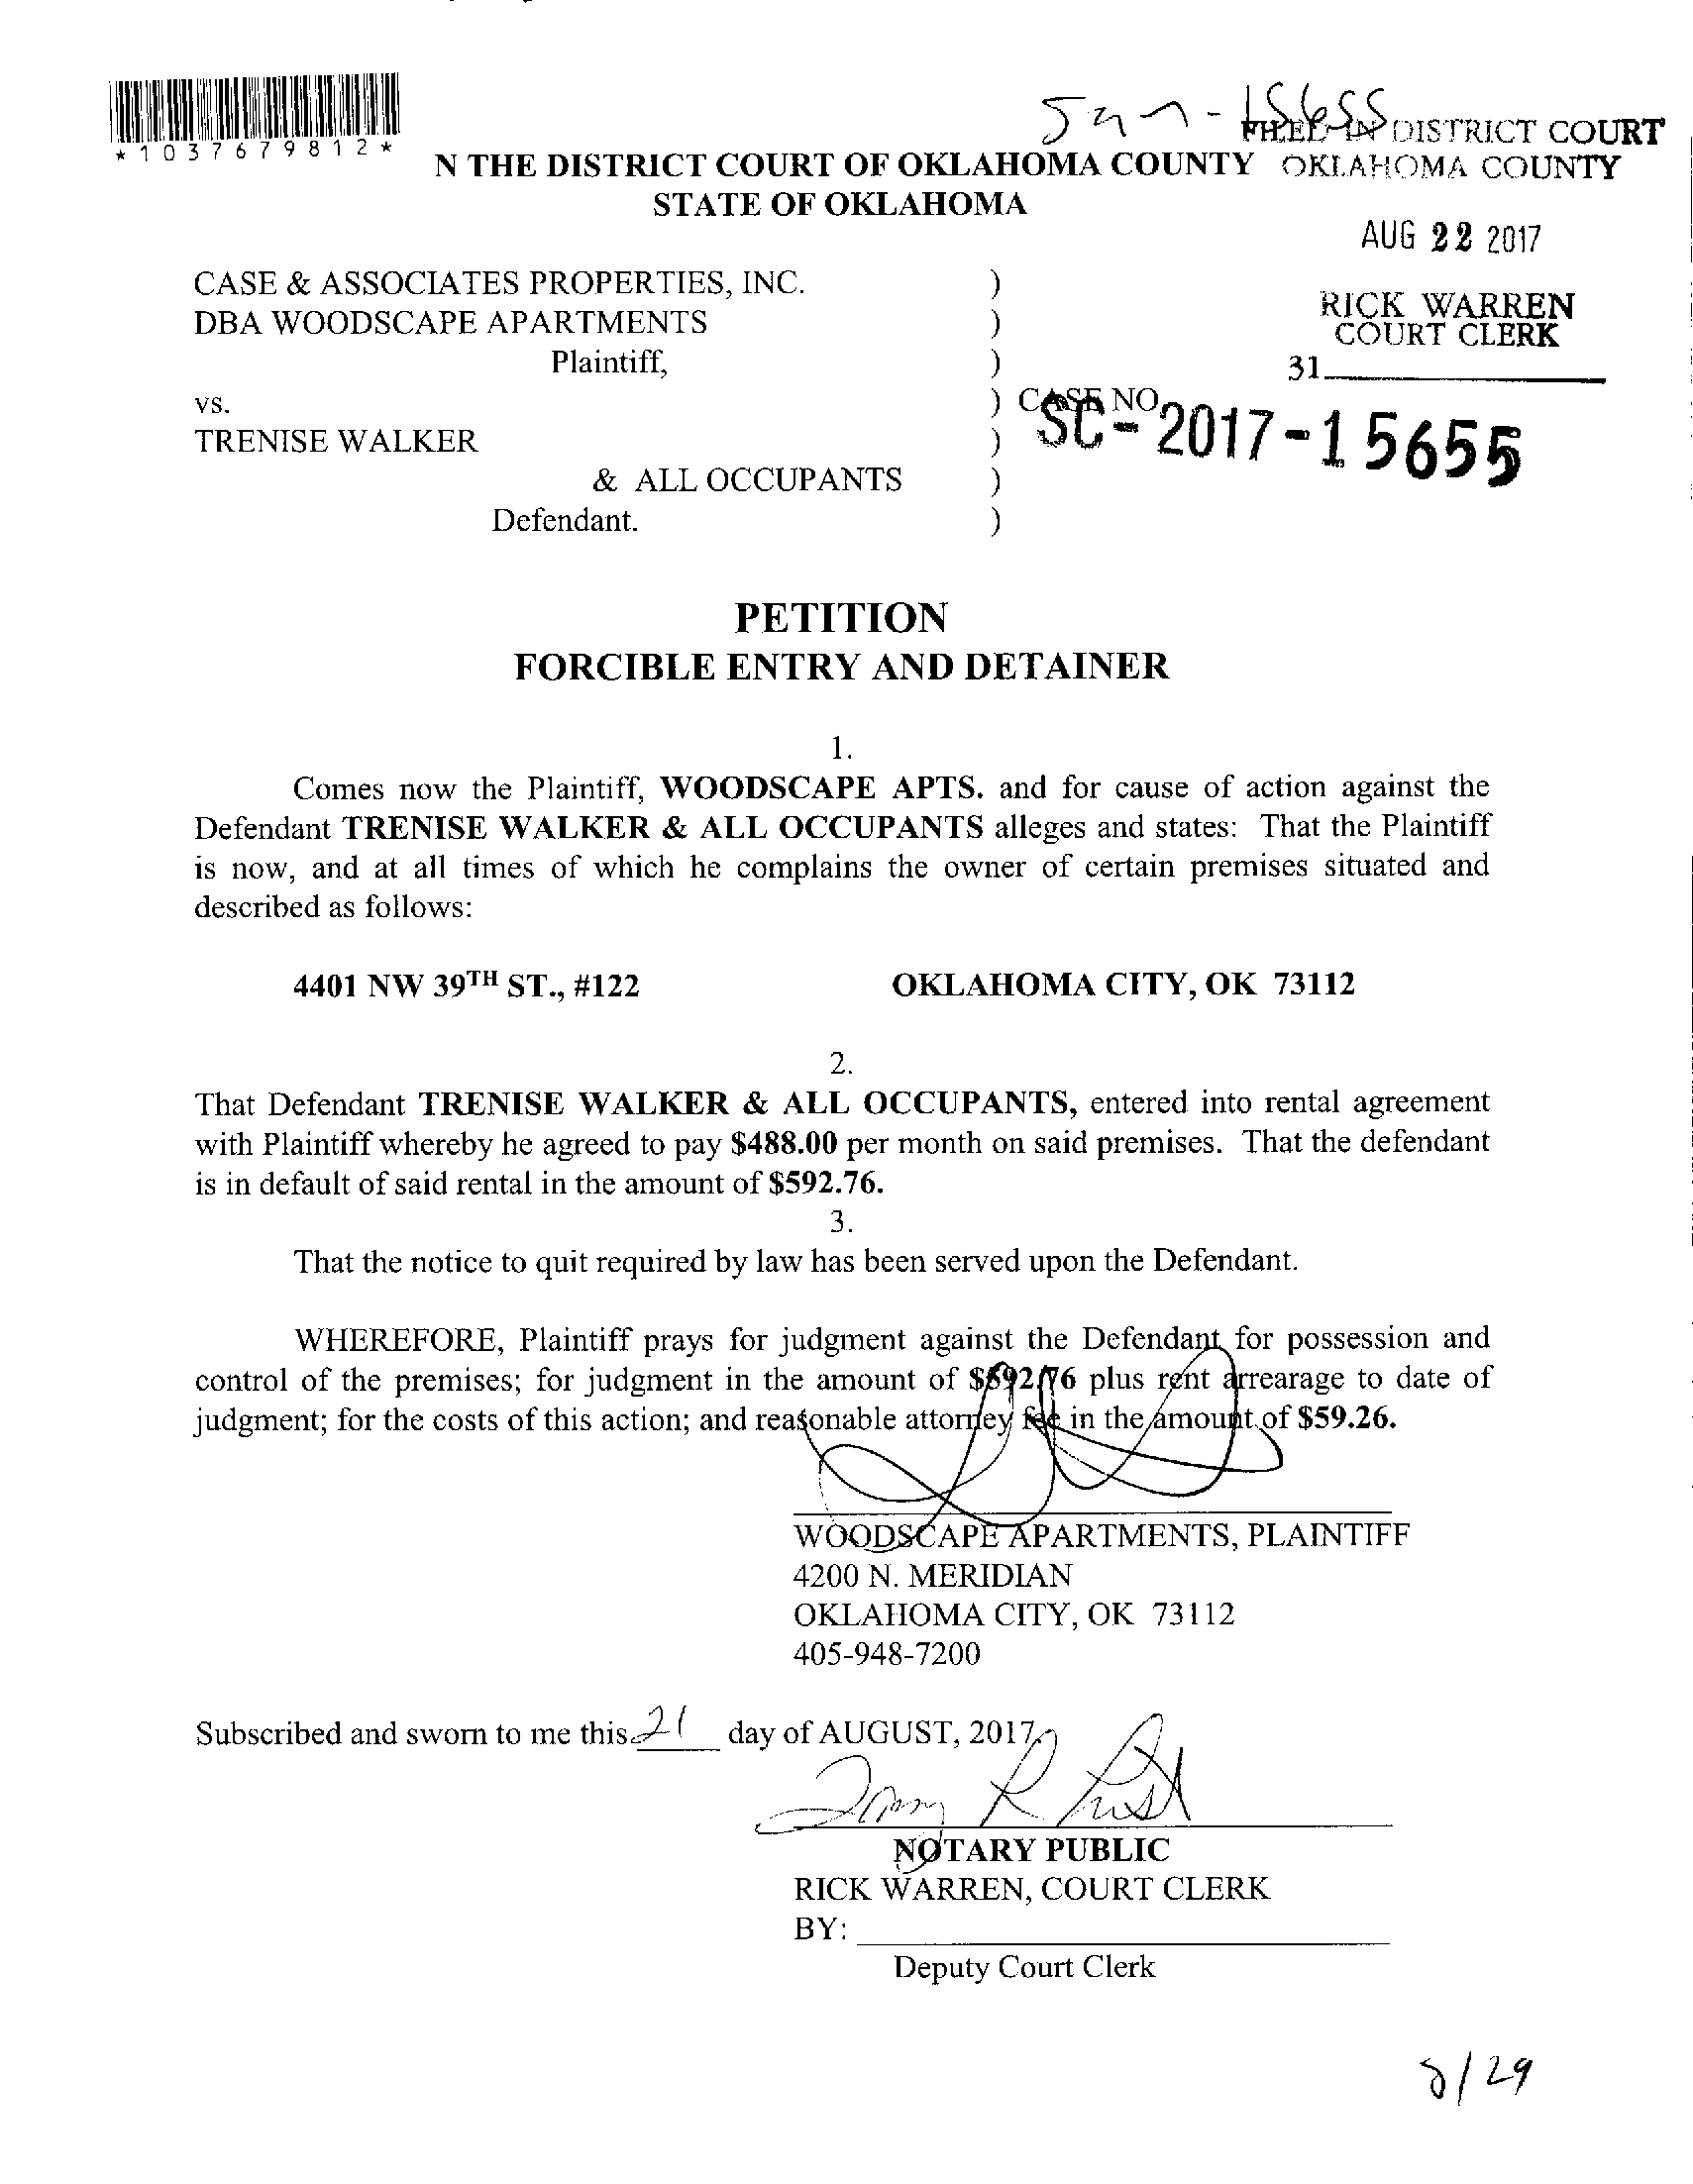 *1037679812*
FILED IN DISTRICT COURT
N THE DISTRICT COURT OF OKLAHOMA COUNTY OKLAHOMA COUNTY
STATE OF OKLAHOMA
AUG 22 2017
CASE & ASSOCIATES PROPERTIES, INC. )
DBA WOODSCAPE APARTMENTS )
RICK WARREN
COURT CLERK
Plaintiff, )
31
vs. ) CASE NO.
SC-2017-15655
TRENISE WALKER )
& ALL OCCUPANTS )
Defendant. )
PETITION
FORCIBLE ENTRY AND DETAINER
1.
Comes now the Plaintiff, WOODSCAPE APTS. and for cause of action against the
Defendant TRENISE WALKER & ALL OCCUPANTS alleges and states: That the Plaintiff
is now, and at all times of which he complains the owner of certain premises situated and
described as follows:
4401 NW 39TH ST., #122 OKLAHOMA CITY, OK 73112
2.
That Defendant TRENISE WALKER & ALL OCCUPANTS, entered into rental agreement
with Plaintiff whereby he agreed to pay $488.00 per month on said premises. That the defendant
is in default of said rental in the amount of $592.76.
3.
That the notice to quit required by law has been served upon the Defendant.
WHEREFORE, Plaintiff prays for judgment against the Defendant for possession and
control of the premises; for judgment in the amount of $592.76 plus rent arrearage to date of
judgment; for the costs of this action; and reasonable attorney fee in the amount of $59.26.
WOODSCAPE APARTMENTS, PLAINTIFF
4200 N. MERIDIAN
OKLAHOMA CITY, OK 73112
405-948-7200
Subscribed and sworn to me this 21 day of AUGUST, 2017.
NOTARY PUBLIC
RICK WARREN, COURT CLERK
BY:
Deputy Court Clerk
8/29